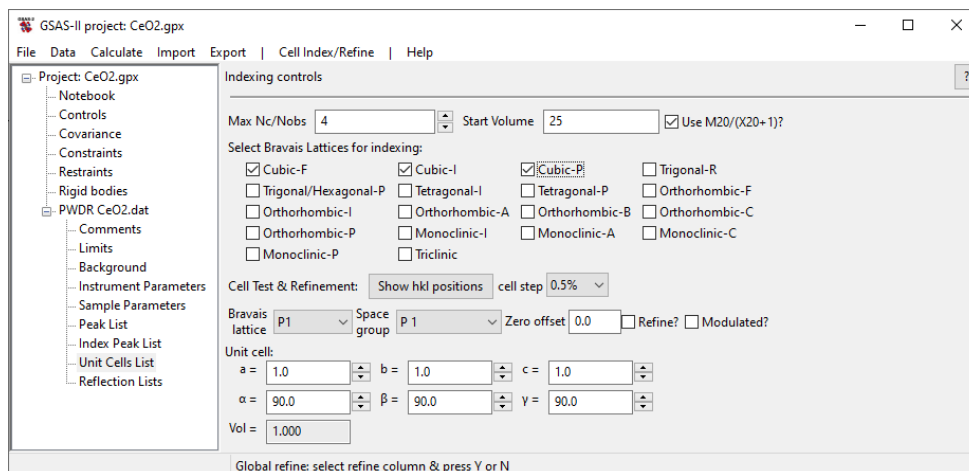 GSAS-II project: CeO2.gpx
File Data Calculate Import Export | Cell Index/Refine | Help
Project: CeO2.gpx
Notebook
Controls
Covariance
Constraints
Restraints
Rigid bodies
PWDR CeO2.dat
Comments
Limits
Background
Instrument Parameters
Sample Parameters
Peak List
Index Peak List
Unit Cells List
Reflection Lists
Indexing controls
?
Max Nc/Nobs 4 Start Volume 25 Use M20/(X20+1)?
Select Bravais Lattices for indexing:
Cubic-F Cubic-I Cubic-P Trigonal-R
Trigonal/Hexagonal-P Tetragonal-I Tetragonal-P Orthorhombic-F
Orthorhombic-I Orthorhombic-A Orthorhombic-B Orthorhombic-C
Orthorhombic-P Monoclinic-I Monoclinic-A Monoclinic-C
Monoclinic-P Triclinic
Cell Test & Refinement: Show hkl positions cell step 0.5%
Bravais lattice P1 Space group P 1 Zero offset 0.0 Refine? Modulated?
Unit cell:
a = 1.0 b = 1.0 c = 1.0
α = 90.0 β = 90.0 γ = 90.0
Vol = 1.000
Global refine: select refine column & press Y or N